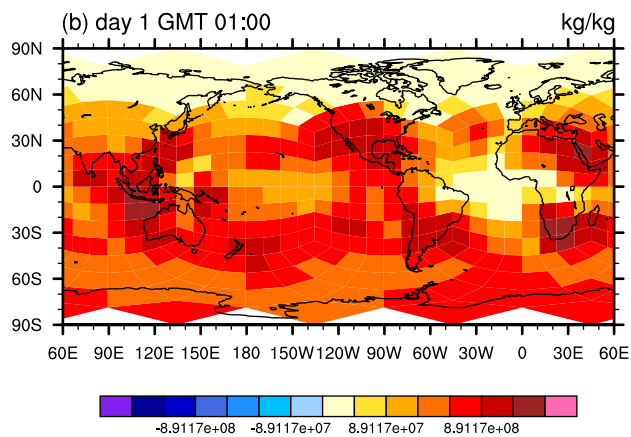 (b) day 1 GMT 01:00 kg/kg
90N
60N
30N
0
30S
60S
90S
60E 90E 120E 150E 180 150W 120W 90W 60W 30W 0 30E 60E
-8.9117e+08 -8.9117e+07 8.9117e+07 8.9117e+08